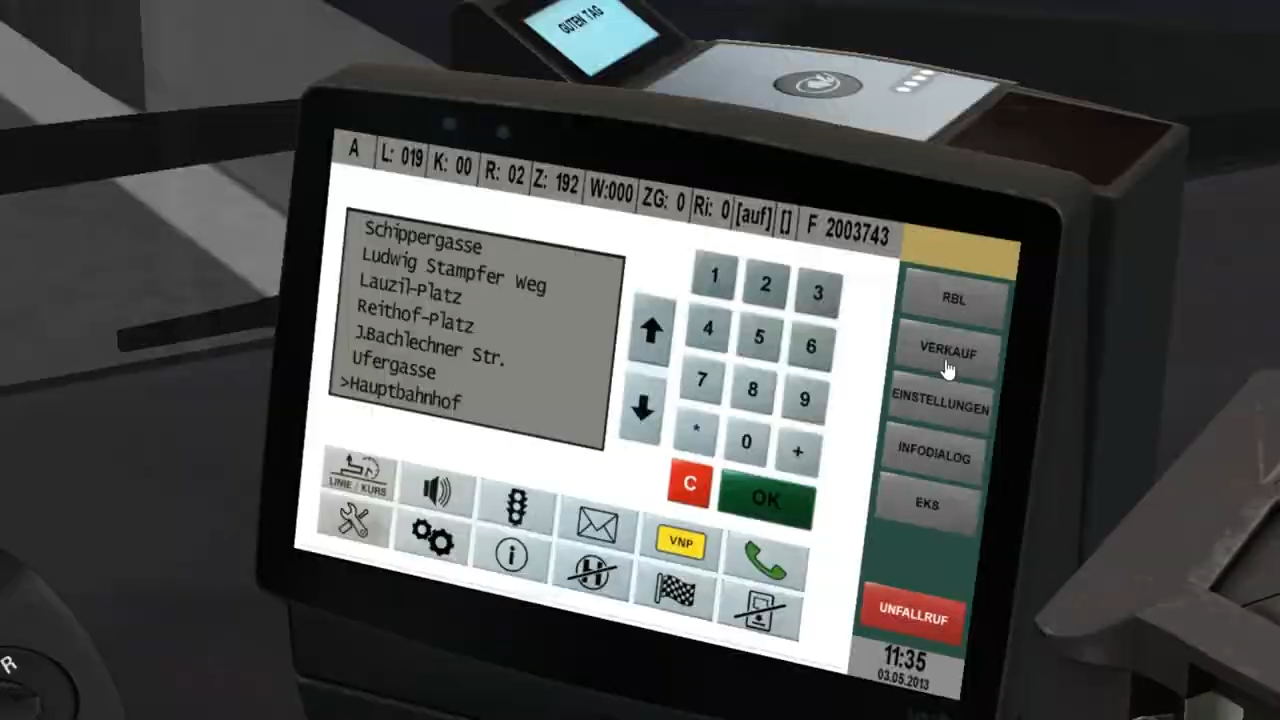 GUTEN TAG
A L: 019 K: 00 R: 02 Z: 192 W:000 ZG: 0 Ri: 0 [auf] [] F 2003743
Schippergasse
Ludwig Stampfer Weg
Lauzil-Platz
Reithof-Platz
J.Bachlechner Str.
Ufergasse
>Hauptbahnhof
1 2 3
4 5 6
7 8 9
* 0 +
C OK
RBL
VERKAUF
EINSTELLUNGEN
INFODIALOG
EKS
UNFALLRUF
LINIE / KURS
VNP
H
11:35
03.05.2013
R